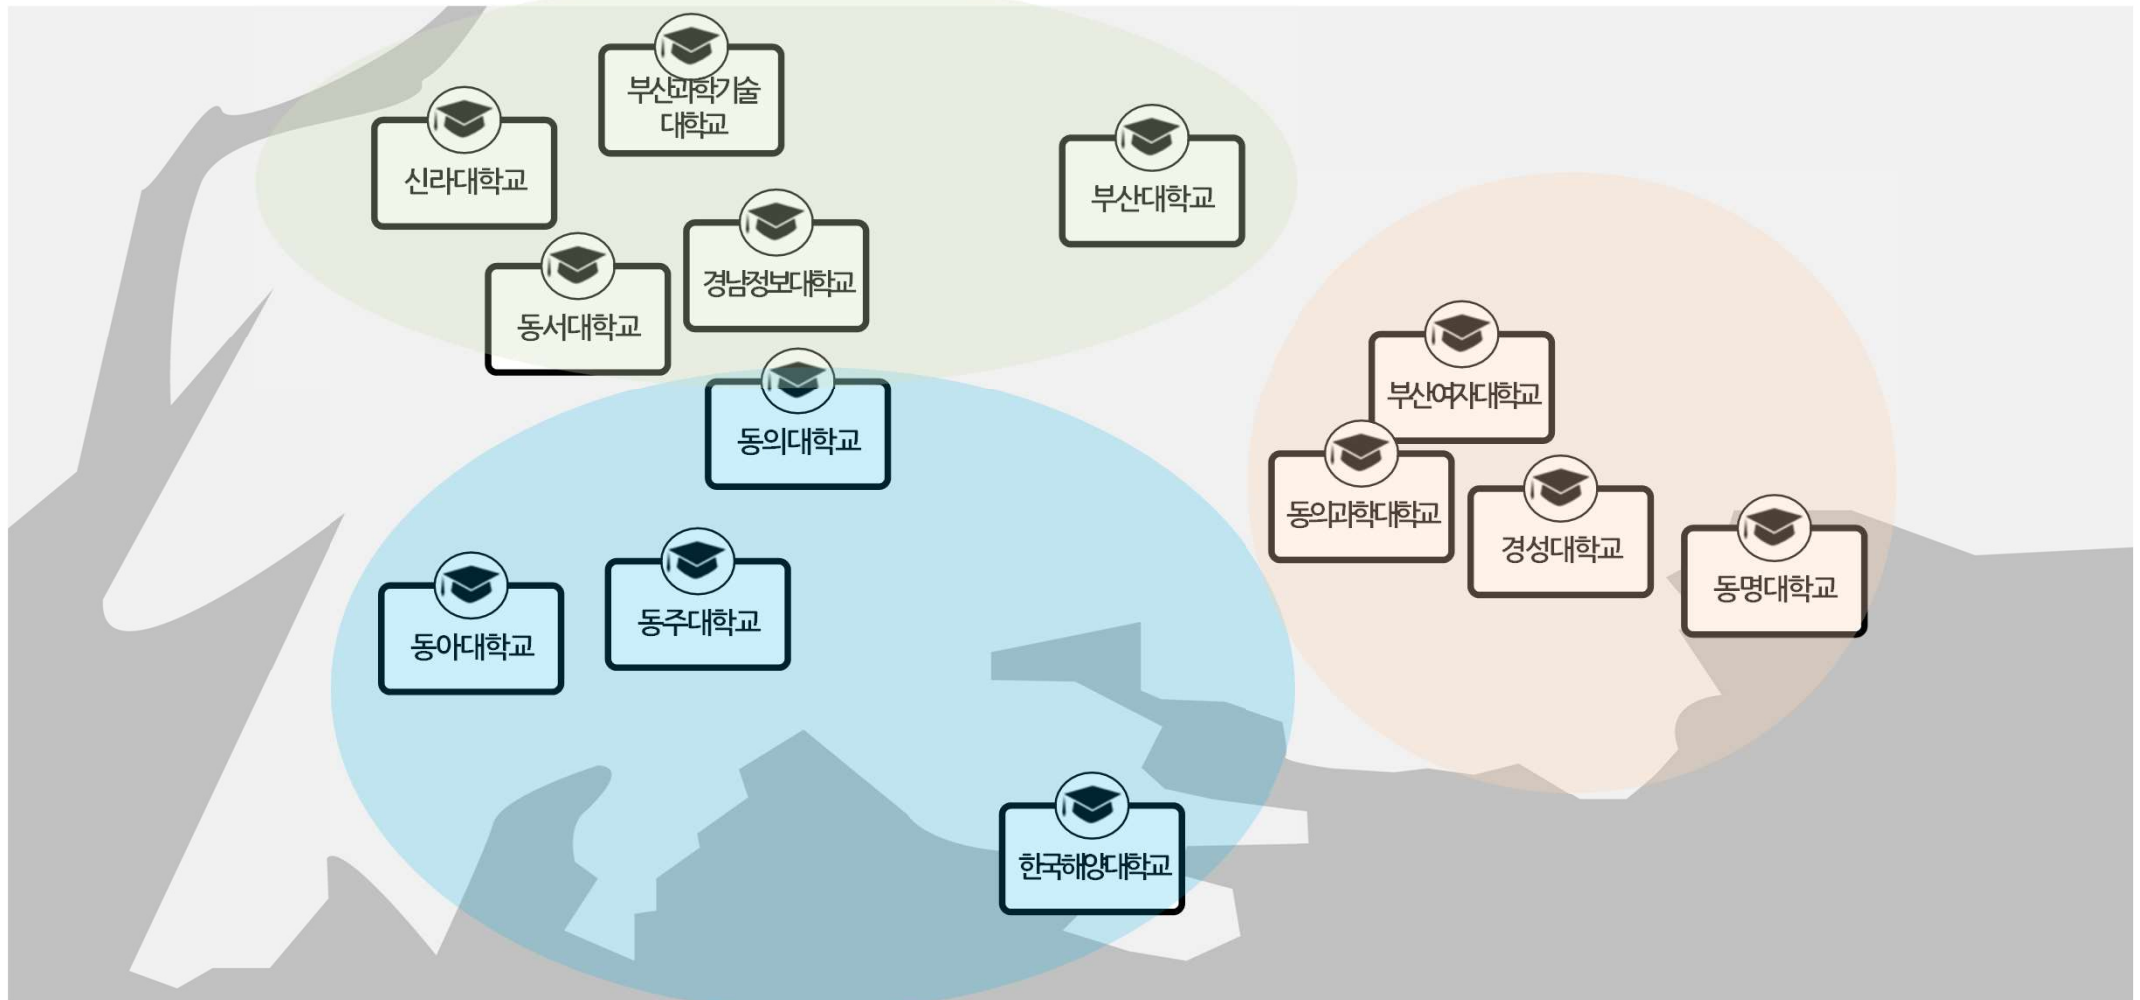 부산과학기술
대학교
신라대학교
부산대학교
경남정보대학교
동서대학교
부산여자대학교
동의대학교
동의과학대학교
경성대학교
동명대학교
동주대학교
동아대학교
한국해양대학교